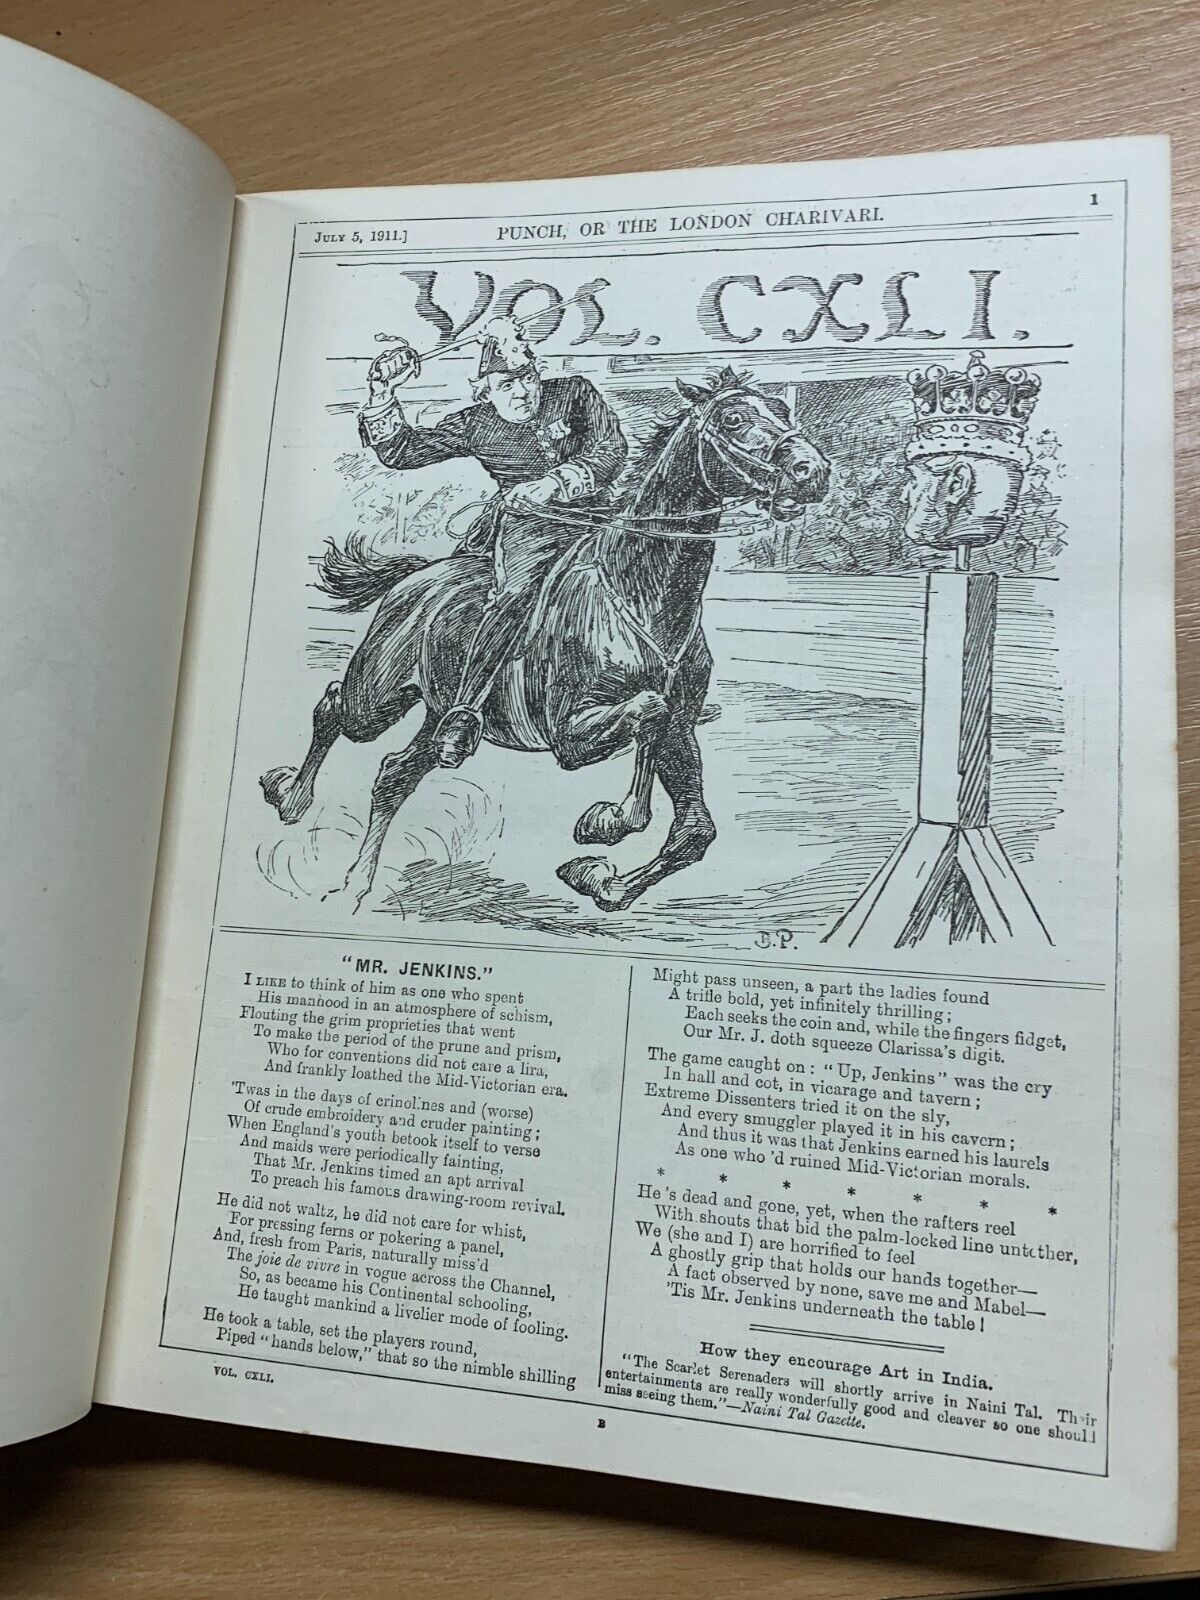 JULY 5, 1911.]
PUNCH, OR THE LONDON CHARIVARI.
1
VOL. CXLI.
B.P.
"MR. JENKINS."
I LIKE to think of him as one who spent
His manhood in an atmosphere of schism,
Flouting the grim proprieties that went
To make the period of the prune and prism,
Who for conventions did not care a lira,
And frankly loathed the Mid-Victorian era.
'Twas in the days of crinolines and (worse)
Of crude embroidery and cruder painting;
When England's youth betook itself to verse
And maids were periodically fainting,
That Mr. Jenkins timed an apt arrival
To preach his famous drawing-room revival.
He did not waltz, he did not care for whist,
For pressing ferns or pokering a panel,
And, fresh from Paris, naturally miss'd
The joie de vivre in vogue across the Channel,
So, as became his Continental schooling,
He taught mankind a livelier mode of fooling.
He took a table, set the players round,
Piped "hands below," that so the nimble shilling
Might pass unseen, a part the ladies found
A trifle bold, yet infinitely thrilling;
Each seeks the coin and, while the fingers fidget,
Our Mr. J. doth squeeze Clarissa's digit.
The game caught on: "Up, Jenkins" was the cry
In hall and cot, in vicarage and tavern;
Extreme Dissenters tried it on the sly,
And every smuggler played it in his cavern;
And thus it was that Jenkins earned his laurels
As one who 'd ruined Mid-Victorian morals.
* * * * * * *
He 's dead and gone, yet, when the rafters reel
With shouts that bid the palm-locked line untether,
We (she and I) are horrified to feel
A ghostly grip that holds our hands together—
A fact observed by none, save me and Mabel—
'Tis Mr. Jenkins underneath the table!
How they encourage Art in India.
"The Scarlet Serenaders will shortly arrive in Naini Tal. Their
entertainments are really wonderfully good and cleaver so one should
miss seeing them."—Naini Tal Gazette.
VOL. CXLI.
B